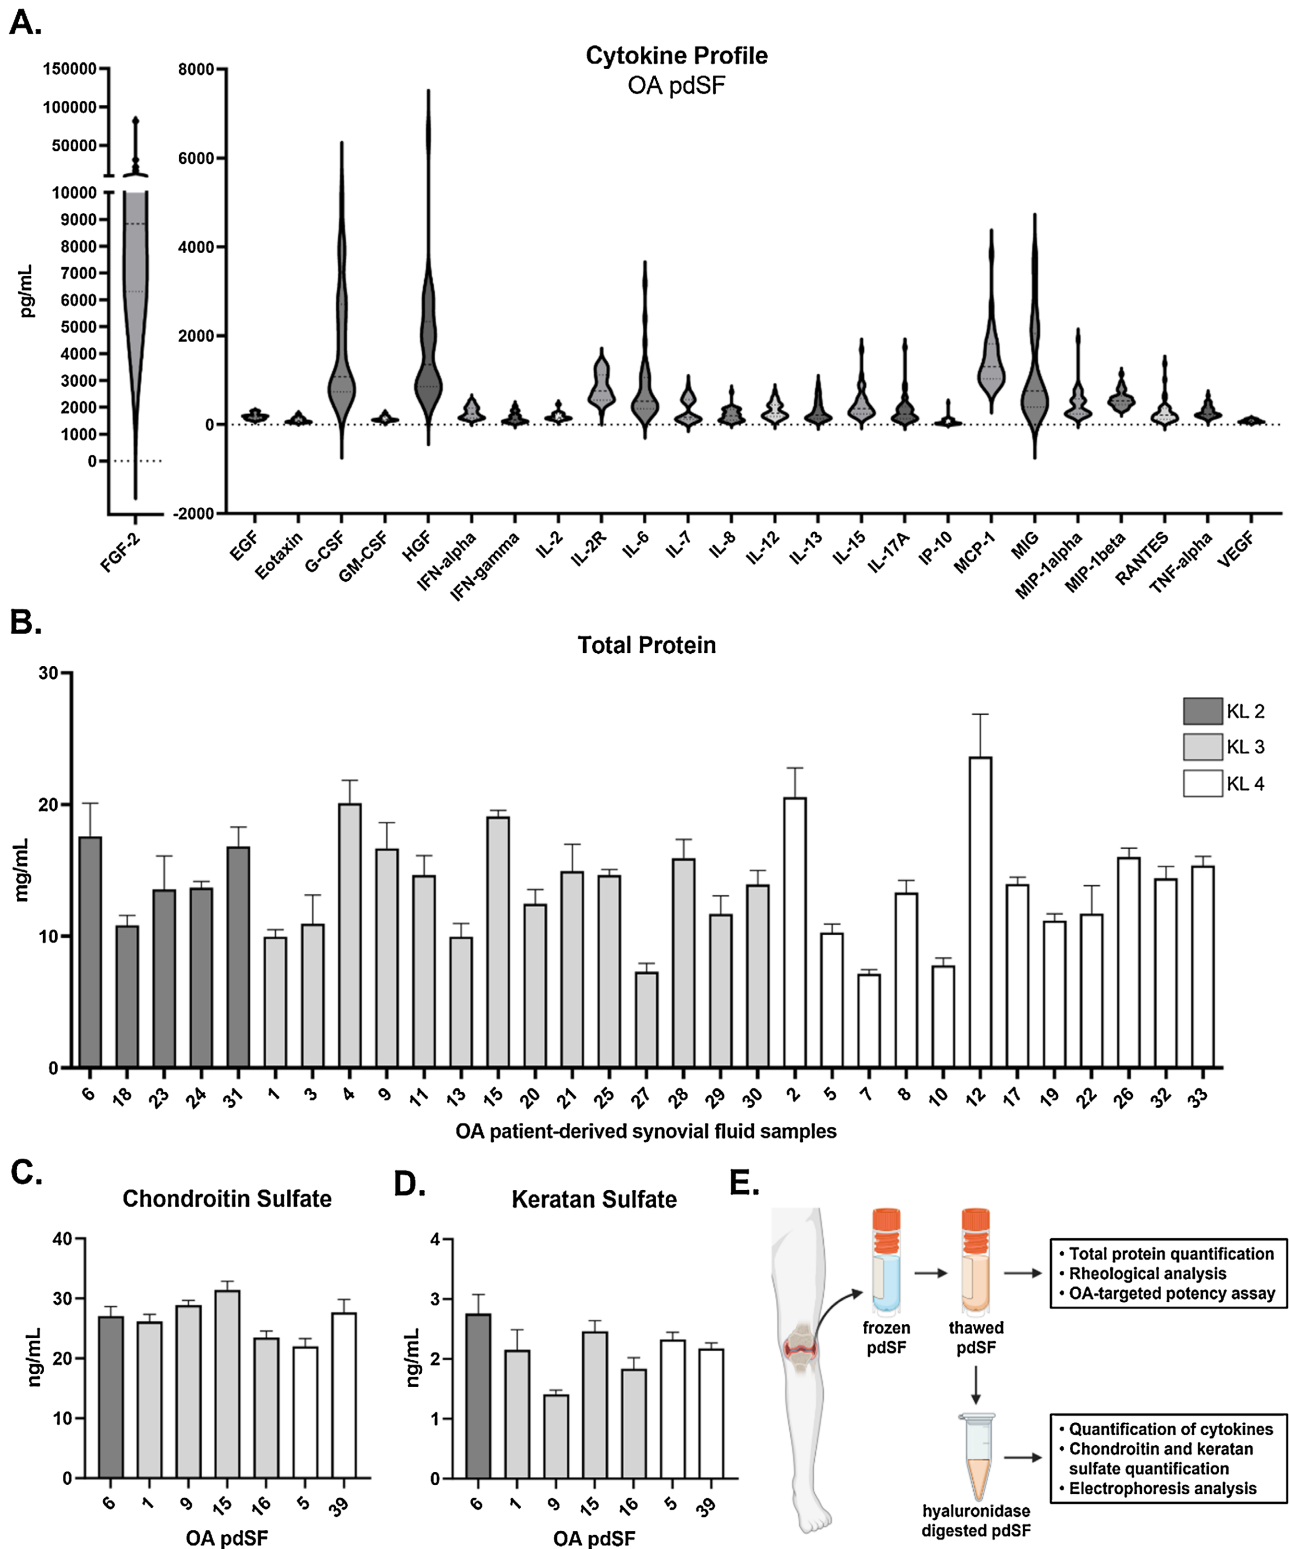 A.
Cytokine Profile
OA pdSF
pg/mL
150000
100000
50000
10000
9000
8000
7000
6000
5000
4000
3000
2000
1000
0
FGF-2
8000
6000
4000
2000
0
-2000
EGF
Eotaxin
G-CSF
GM-CSF
HGF
IFN-alpha
IFN-gamma
IL-2
IL-2R
IL-6
IL-7
IL-8
IL-12
IL-13
IL-15
IL-17A
IP-10
MCP-1
MIG
MIP-1alpha
MIP-1beta
RANTES
TNF-alpha
VEGF
B.
Total Protein
mg/mL
30
20
10
0
KL 2
KL 3
KL 4
6 18 23 24 31 1 3 4 9 11 13 15 20 21 25 27 28 29 30 2 5 7 8 10 12 17 19 22 26 32 33
OA patient-derived synovial fluid samples
C.
Chondroitin Sulfate
ng/mL
40
30
20
10
0
6 1 9 15 16 5 39
OA pdSF
D.
Keratan Sulfate
ng/mL
4
3
2
1
0
6 1 9 15 16 5 39
OA pdSF
E.
frozen
pdSF
thawed
pdSF
• Total protein quantification
• Rheological analysis
• OA-targeted potency assay
hyaluronidase
digested pdSF
• Quantification of cytokines
• Chondroitin and keratan
sulfate quantification
• Electrophoresis analysis